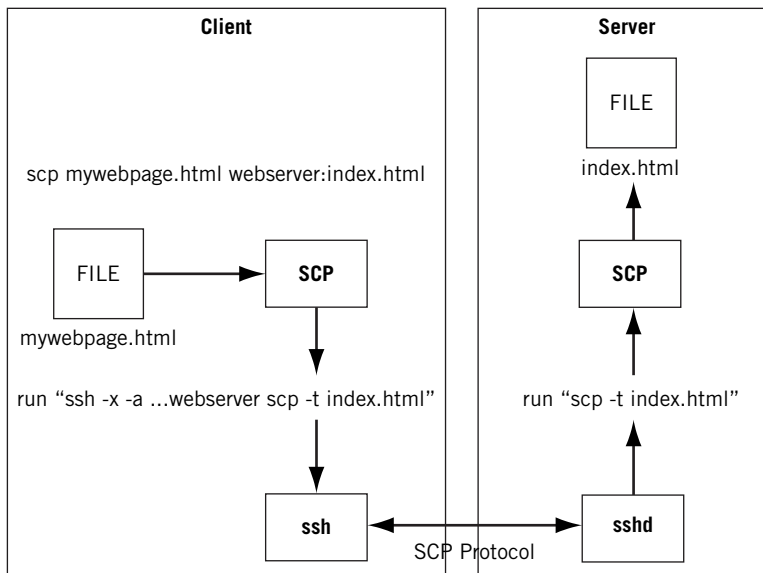 Client
scp mywebpage.html webserver:index.html
FILE
mywebpage.html
SCP
run “ssh -x -a ...webserver scp -t index.html”
ssh
SCP Protocol
Server
FILE
index.html
SCP
run “scp -t index.html”
sshd